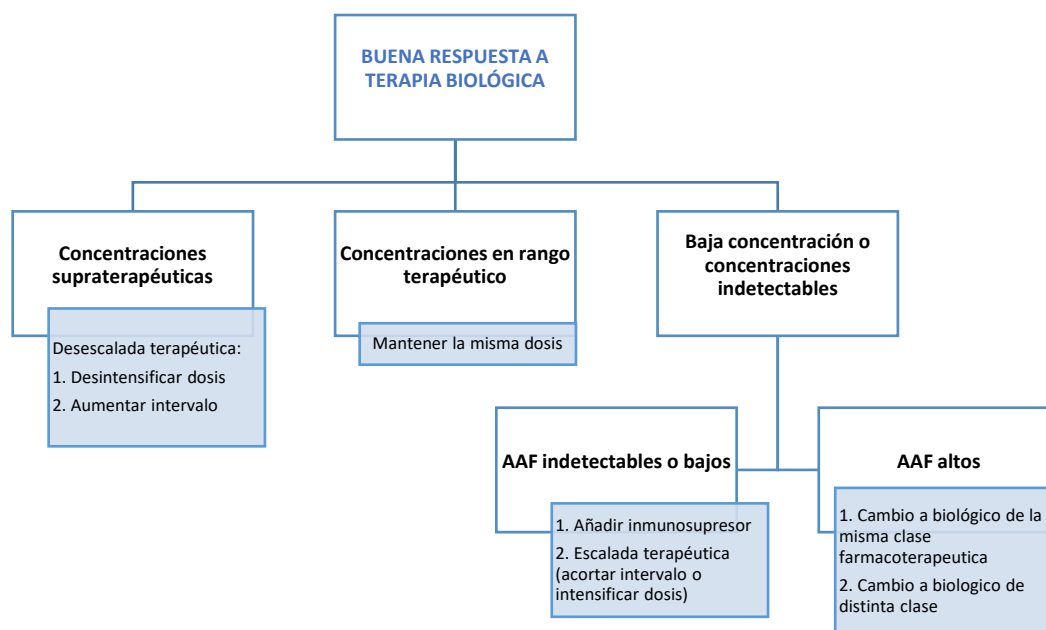 BUENA RESPUESTA A
TERAPIA BIOLÓGICA
Concentraciones
supraterapéuticas
Desescalada terapéutica:
1. Desintensificar dosis
2. Aumentar intervalo
Concentraciones en rango
terapéutico
Mantener la misma dosis
Baja concentración o
concentraciones
indetectables
AAF indetectables o bajos
1. Añadir inmunosupresor
2. Escalada terapéutica
(acortar intervalo o
intensificar dosis)
AAF altos
1. Cambio a biológico de la
misma clase
farmacoterapeutica
2. Cambio a biologico de
distinta clase